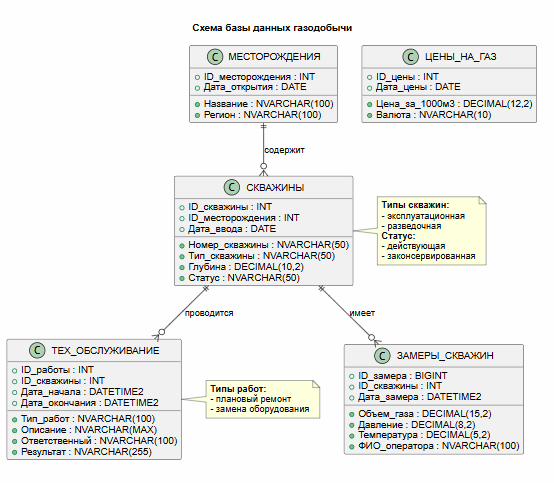 Схема базы данных газодобычи
C МЕСТОРОЖДЕНИЯ
ID_месторождения : INT
Дата_открытия : DATE
Название : NVARCHAR(100)
Регион : NVARCHAR(100)
C ЦЕНЫ_НА_ГАЗ
ID_цены : INT
Дата_цены : DATE
Цена_за_1000м3 : DECIMAL(12,2)
Валюта : NVARCHAR(10)
содержит
C СКВАЖИНЫ
ID_скважины : INT
ID_месторождения : INT
Дата_ввода : DATE
Номер_скважины : NVARCHAR(50)
Тип_скважины : NVARCHAR(50)
Глубина : DECIMAL(10,2)
Статус : NVARCHAR(50)
Типы скважин:
- эксплуатационная
- разведочная
Статус:
- действующая
- законсервированная
проводится
имеет
C ТЕХ_ОБСЛУЖИВАНИЕ
ID_работы : INT
ID_скважины : INT
Дата_начала : DATETIME2
Дата_окончания : DATETIME2
Тип_работ : NVARCHAR(100)
Описание : NVARCHAR(MAX)
Ответственный : NVARCHAR(100)
Результат : NVARCHAR(255)
Типы работ:
- плановый ремонт
- замена оборудования
C ЗАМЕРЫ_СКВАЖИН
ID_замера : BIGINT
ID_скважины : INT
Дата_замера : DATETIME2
Объем_газа : DECIMAL(15,2)
Давление : DECIMAL(8,2)
Температура : DECIMAL(5,2)
ФИО_оператора : NVARCHAR(100)